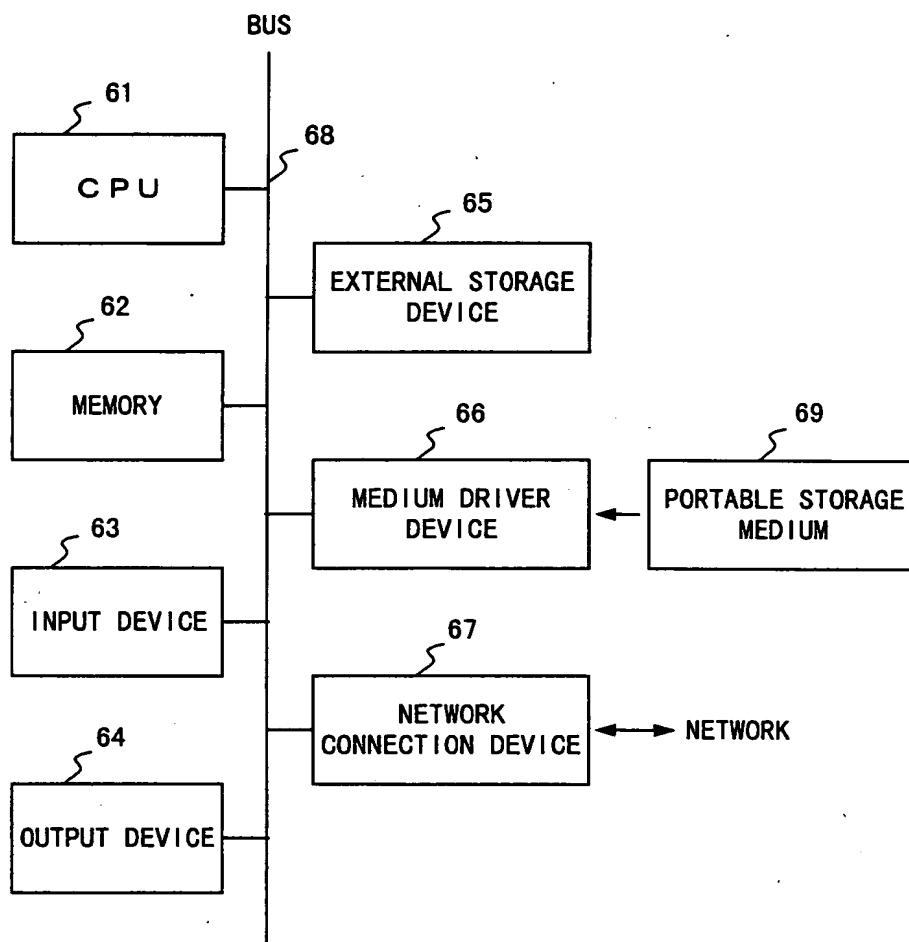 BUS
61
CPU
68
65
EXTERNAL STORAGE
DEVICE
62
MEMORY
66
MEDIUM DRIVER
DEVICE
69
PORTABLE STORAGE
MEDIUM
63
INPUT DEVICE
67
NETWORK
CONNECTION DEVICE
NETWORK
64
OUTPUT DEVICE